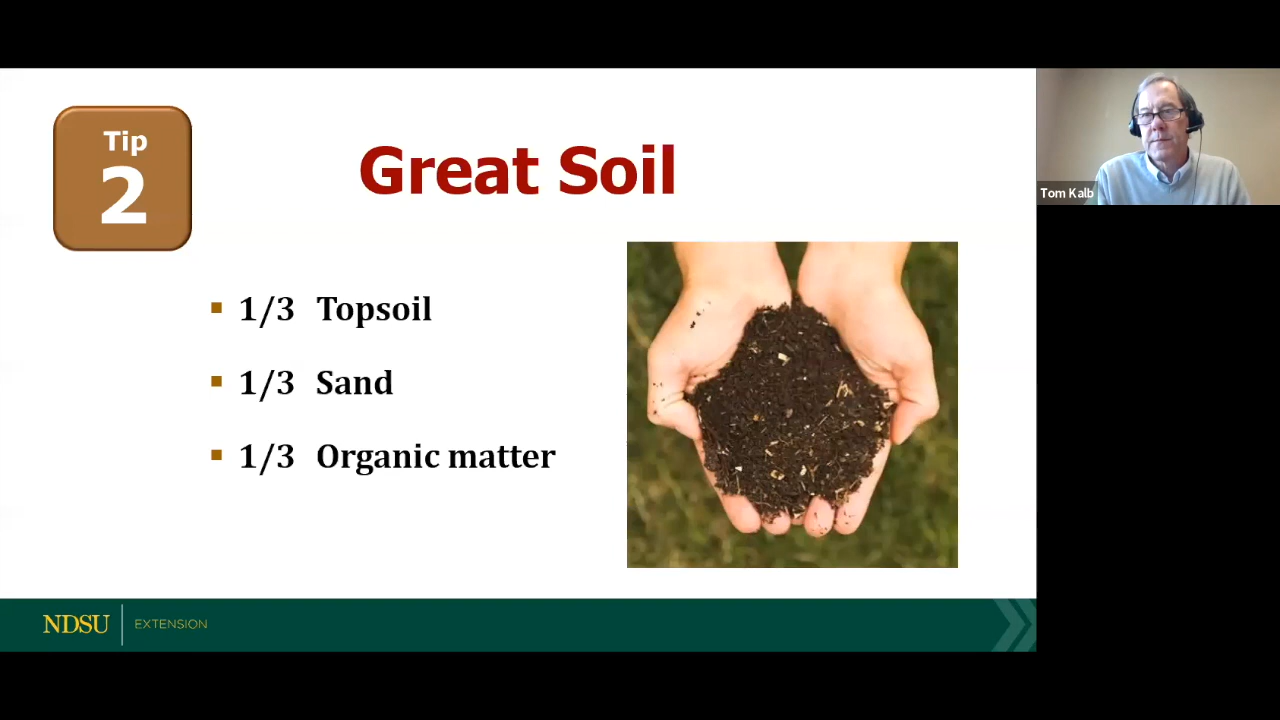 Tip
2
Great Soil
1/3 Topsoil
1/3 Sand
1/3 Organic matter
NDSU EXTENSION
Tom Kalb